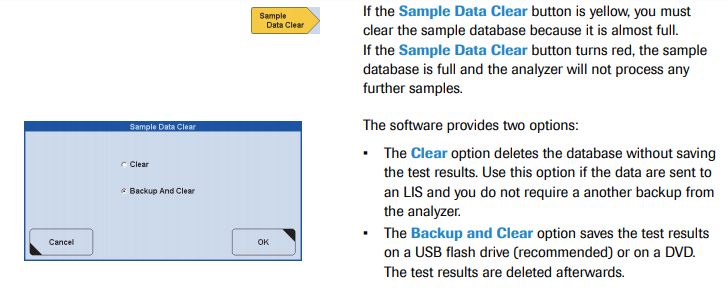 Sample
Data Clear
If the Sample Data Clear button is yellow, you must
clear the sample database because it is almost full.
If the Sample Data Clear button turns red, the sample
database is full and the analyzer will not process any
further samples.
Sample Data Clear
Clear
Backup And Clear
Cancel
OK
The software provides two options:
▪ The Clear option deletes the database without saving
the test results. Use this option if the data are sent to
an LIS and you do not require a another backup from
the analyzer.
▪ The Backup and Clear option saves the test results
on a USB flash drive (recommended) or on a DVD.
The test results are deleted afterwards.